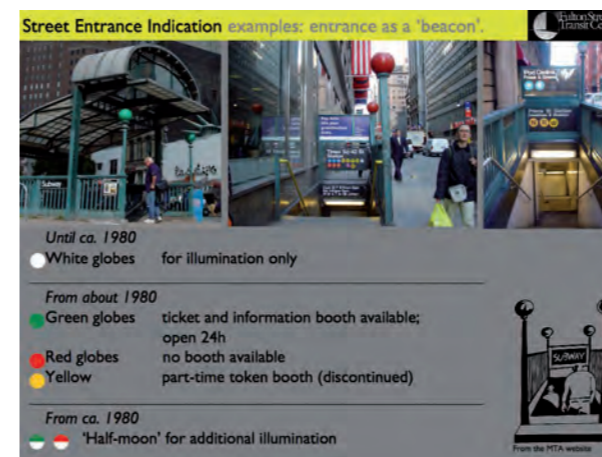 Street Entrance Indication examples: entrance as a 'beacon'.
Fulton Street
Transit
Subway
Until ca. 1980
White globes for illumination only
From about 1980
Green globes ticket and information booth available;
open 24h
Red globes no booth available
Yellow part-time token booth (discontinued)
From ca. 1980
'Half-moon' for additional illumination
SUBWAY
From the MTA website